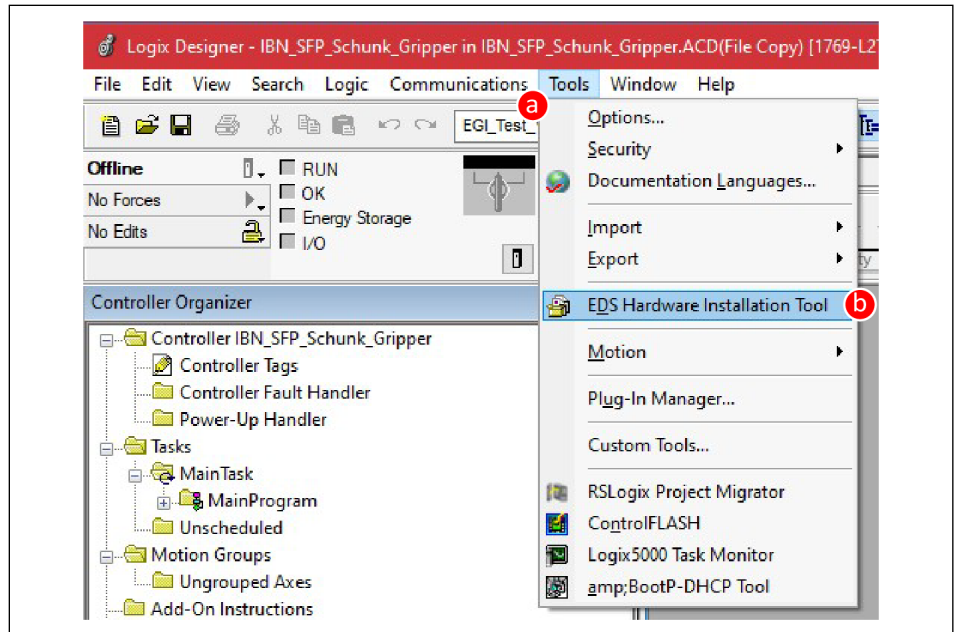 Logix Designer - IBN_SFP_Schunk_Gripper in IBN_SFP_Schunk_Gripper.ACD(File Copy) [1769-L2
File Edit View Search Logic Communications Tools Window Help
a
EGI_Test_
Offline
RUN
No Forces
OK
Energy Storage
No Edits
I/O
Options...
Security
Documentation Languages...
Import
Export
ty
EDS Hardware Installation Tool
b
Motion
Plug-In Manager...
Custom Tools...
RSLogix Project Migrator
ControlFLASH
Logix5000 Task Monitor
amp;BootP-DHCP Tool
Controller Organizer
Controller IBN_SFP_Schunk_Gripper
Controller Tags
Controller Fault Handler
Power-Up Handler
Tasks
MainTask
MainProgram
Unscheduled
Motion Groups
Ungrouped Axes
Add-On Instructions